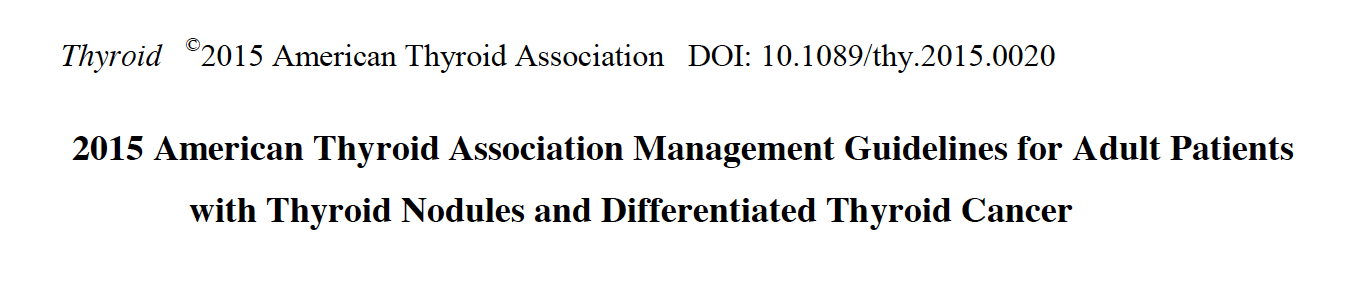 Thyroid ©2015 American Thyroid Association DOI: 10.1089/thy.2015.0020
2015 American Thyroid Association Management Guidelines for Adult Patients
with Thyroid Nodules and Differentiated Thyroid Cancer